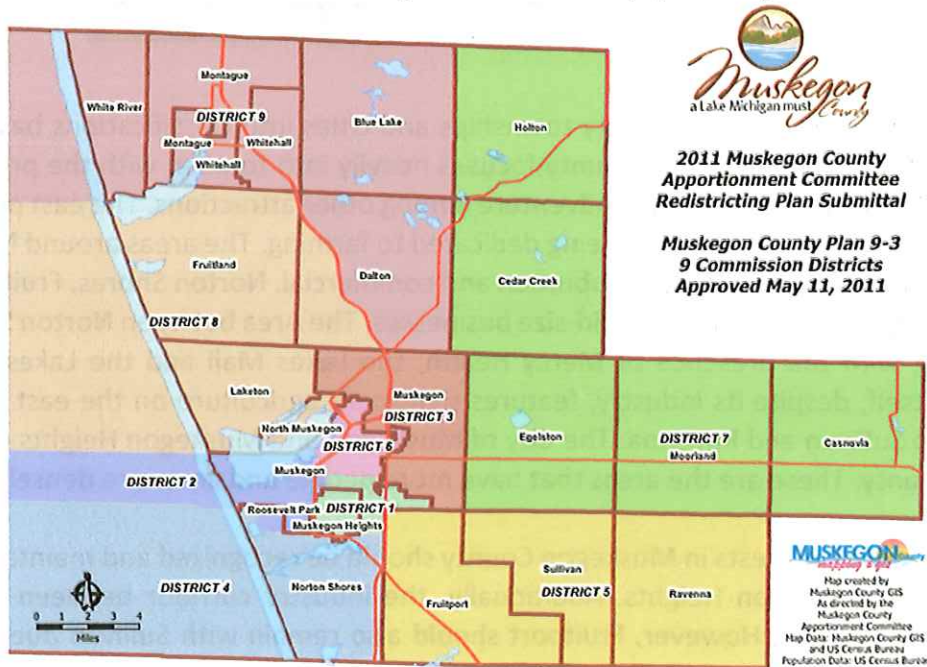 Muskegon
a Lake Michigan must
County
2011 Muskegon County
Apportionment Committee
Redistricting Plan Submittal
Muskegon County Plan 9-3
9 Commission Districts
Approved May 11, 2011
Montague
White River
DISTRICT 9
Blue Lake
Holton
Montague
Whitehall
Whitehall
Fruitland
Dalton
Cedar Creek
DISTRICT 8
Laketon
Muskegon
DISTRICT 3
North Muskegon
DISTRICT 6
Egelston
DISTRICT 7
Moorland
Casnovia
Muskegon
DISTRICT 2
Roosevelt Park
DISTRICT 1
Muskegon Heights
DISTRICT 4
Norton Shores
Fruitport
Sullivan
DISTRICT 5
Ravenna
0 1 2 4
Miles
MUSKEGON County
mapping & gis
Map created by
Muskegon County GIS
As directed by the
Muskegon County
Apportionment Committee
Map Data: Muskegon County GIS
and US Census Bureau
Population Data: US Census Bureau